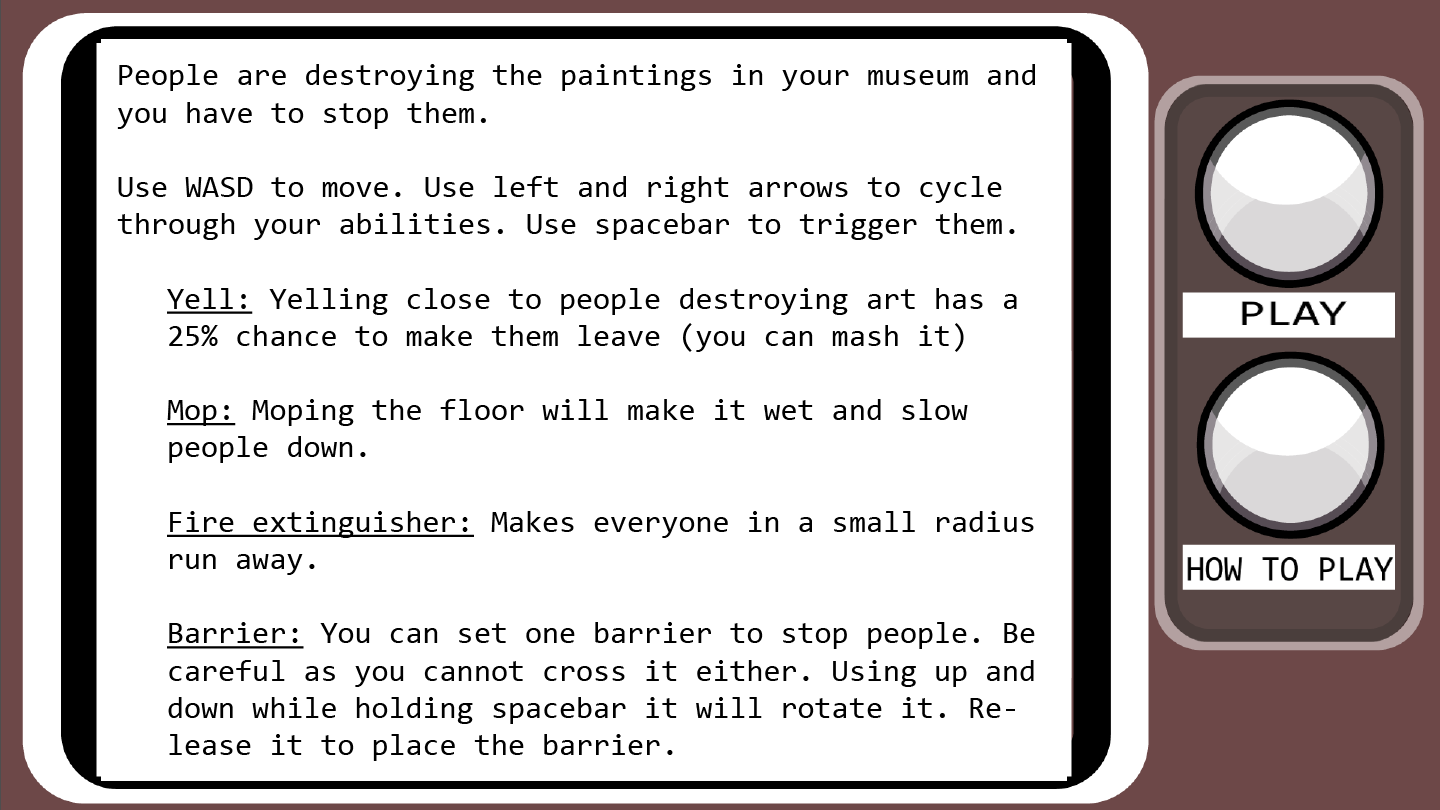 People are destroying the paintings in your museum and
you have to stop them.
Use WASD to move. Use left and right arrows to cycle
through your abilities. Use spacebar to trigger them.
Yell: Yelling close to people destroying art has a
25% chance to make them leave (you can mash it)
Mop: Moping the floor will make it wet and slow
people down.
Fire extinguisher: Makes everyone in a small radius
run away.
Barrier: You can set one barrier to stop people. Be
careful as you cannot cross it either. Using up and
down while holding spacebar it will rotate it. Re-
lease it to place the barrier.
PLAY
HOW TO PLAY